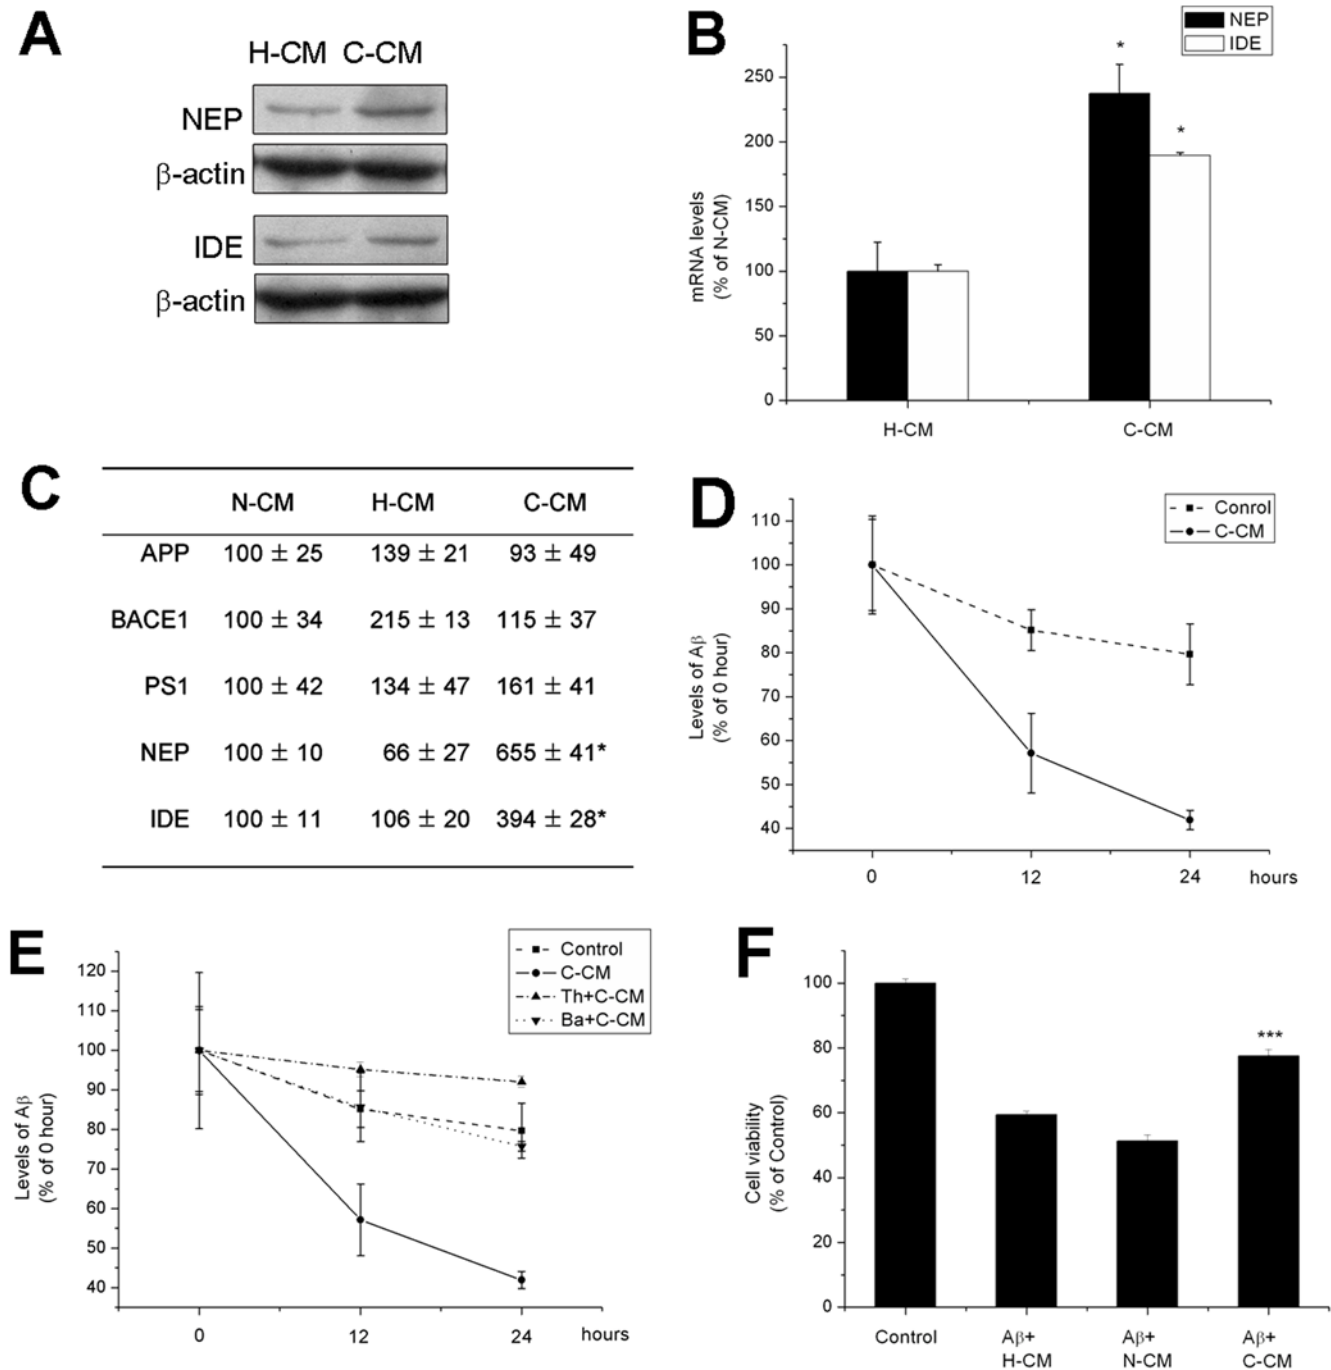 A
H-CM C-CM
NEP
β-actin
IDE
β-actin
B
NEP
IDE
*
*
250
200
150
100
50
0
mRNA levels
(% of N-CM)
H-CM C-CM
C
N-CM H-CM C-CM
APP 100 ± 25 139 ± 21 93 ± 49
BACE1 100 ± 34 215 ± 13 115 ± 37
PS1 100 ± 42 134 ± 47 161 ± 41
NEP 100 ± 10 66 ± 27 655 ± 41*
IDE 100 ± 11 106 ± 20 394 ± 28*
D
Conrol
C-CM
110
100
90
80
70
60
50
40
Levels of Aβ
(% of 0 hour)
0 12 24 hours
E
Control
C-CM
Th+C-CM
Ba+C-CM
120
110
100
90
80
70
60
50
40
Levels of Aβ
(% of 0 hour)
0 12 24 hours
F
***
100
80
60
40
20
0
Cell viability
(% of Control)
Control Aβ+ Aβ+ Aβ+
H-CM N-CM C-CM